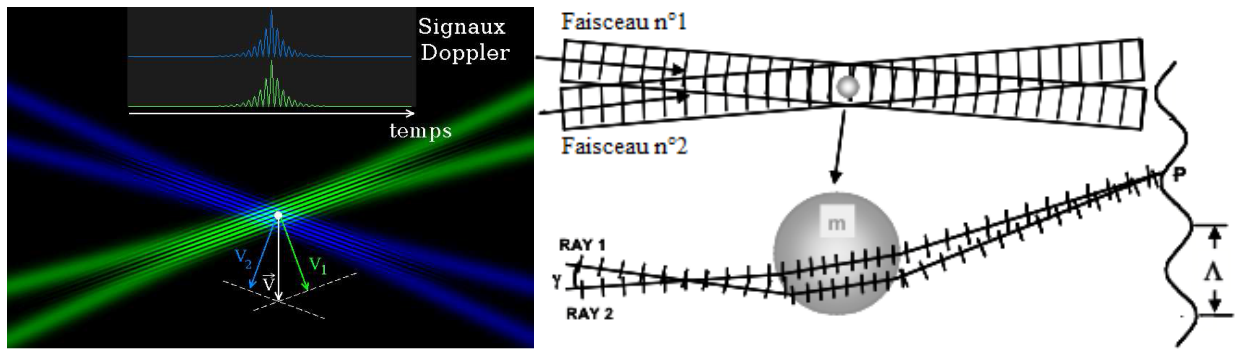 Signaux
Doppler
temps
V₂
V⃗
V₁
Faisceau n°1
Faisceau n°2
m
RAY 1
γ
RAY 2
P
Λ